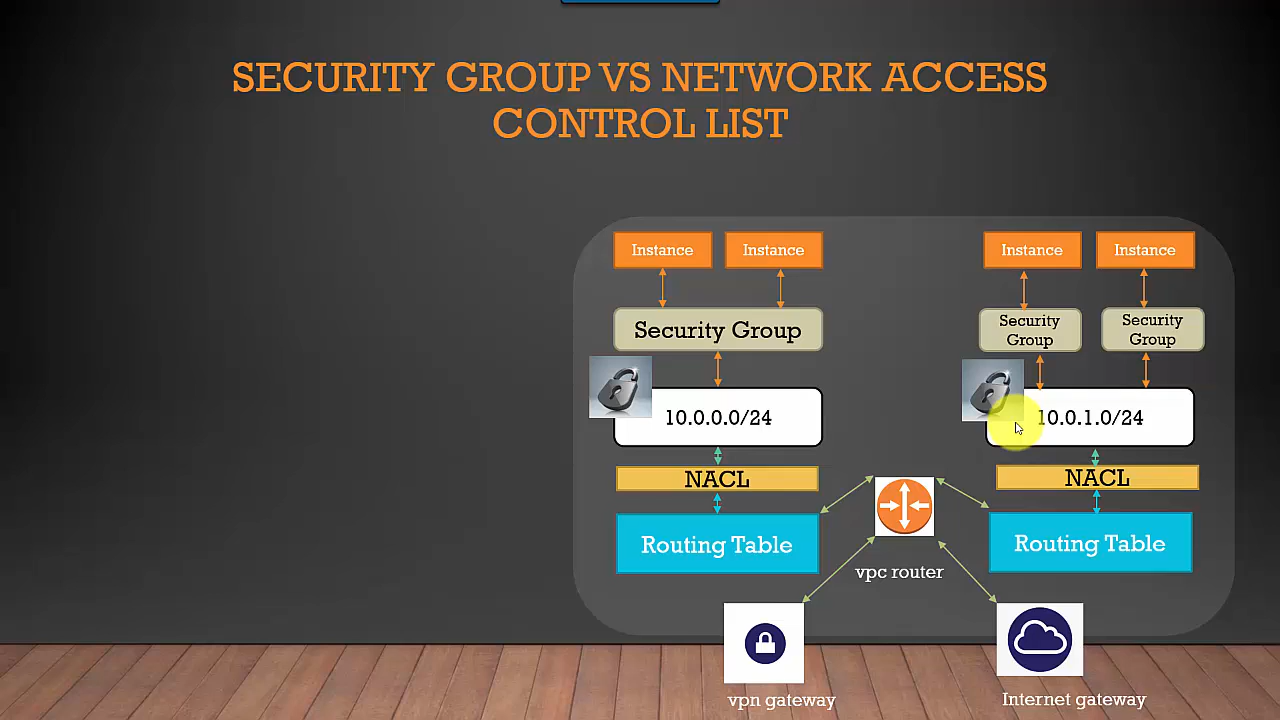 SECURITY GROUP VS NETWORK ACCESS
CONTROL LIST
Instance
Instance
Security Group
10.0.0.0/24
NACL
Routing Table
Instance
Instance
Security
Group
Security
Group
10.0.1.0/24
NACL
Routing Table
vpc router
vpn gateway
Internet gateway